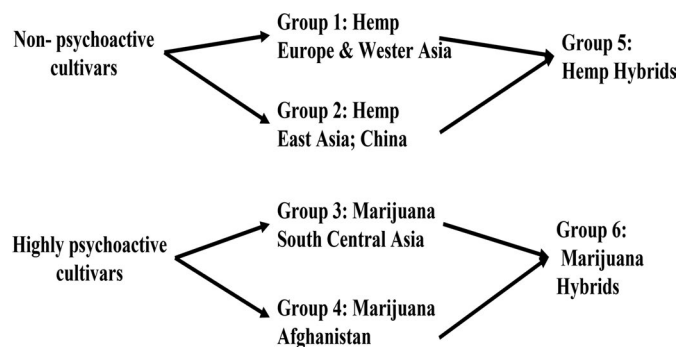 Non- psychoactive
cultivars
Group 1: Hemp
Europe & Wester Asia
Group 2: Hemp
East Asia; China
Group 5:
Hemp Hybrids
Highly psychoactive
cultivars
Group 3: Marijuana
South Central Asia
Group 4: Marijuana
Afghanistan
Group 6:
Marijuana
Hybrids